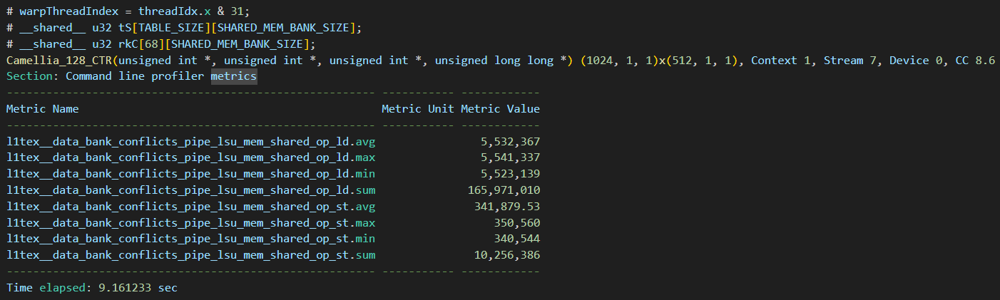 # warpThreadIndex = threadIdx.x & 31;
# __shared__ u32 tS[TABLE_SIZE][SHARED_MEM_BANK_SIZE];
# __shared__ u32 rkC[68][SHARED_MEM_BANK_SIZE];
Camellia_128_CTR(unsigned int *, unsigned int *, unsigned int *, unsigned long long *) (1024, 1, 1)x(512, 1, 1), Context 1, Stream 7, Device 0, CC 8.6
Section: Command line profiler metrics
-------------------------------------------------------- ----------- ------------
Metric Name Metric Unit Metric Value
-------------------------------------------------------- ----------- ------------
l1tex__data_bank_conflicts_pipe_lsu_mem_shared_op_ld.avg 5,532,367
l1tex__data_bank_conflicts_pipe_lsu_mem_shared_op_ld.max 5,541,337
l1tex__data_bank_conflicts_pipe_lsu_mem_shared_op_ld.min 5,523,139
l1tex__data_bank_conflicts_pipe_lsu_mem_shared_op_ld.sum 165,971,010
l1tex__data_bank_conflicts_pipe_lsu_mem_shared_op_st.avg 341,879.53
l1tex__data_bank_conflicts_pipe_lsu_mem_shared_op_st.max 350,560
l1tex__data_bank_conflicts_pipe_lsu_mem_shared_op_st.min 340,544
l1tex__data_bank_conflicts_pipe_lsu_mem_shared_op_st.sum 10,256,386
-------------------------------------------------------- ----------- ------------
Time elapsed: 9.161233 sec